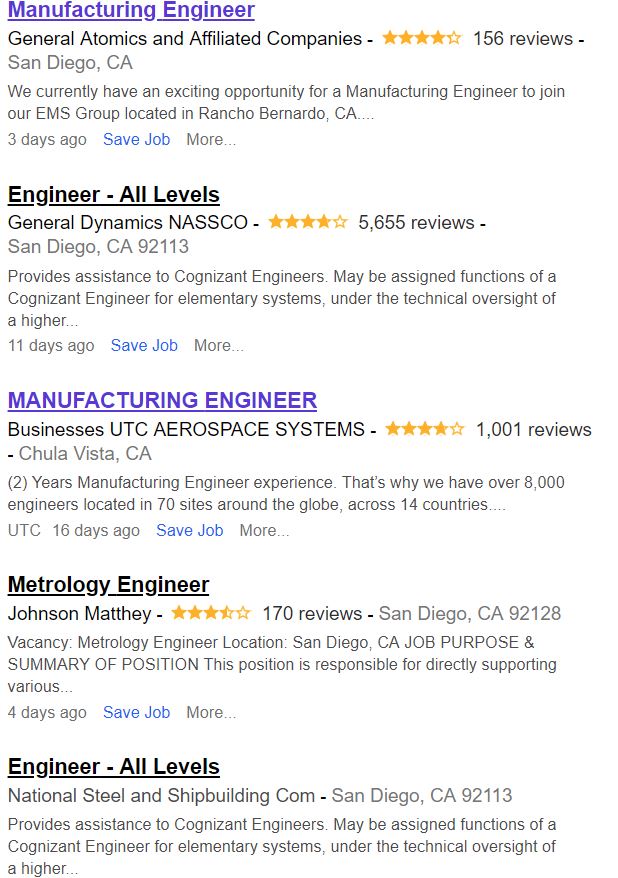 Manufacturing Engineer
General Atomics and Affiliated Companies - 156 reviews -
San Diego, CA
We currently have an exciting opportunity for a Manufacturing Engineer to join
our EMS Group located in Rancho Bernardo, CA....
3 days ago Save Job More...
Engineer - All Levels
General Dynamics NASSCO - 5,655 reviews -
San Diego, CA 92113
Provides assistance to Cognizant Engineers. May be assigned functions of a
Cognizant Engineer for elementary systems, under the technical oversight of
a higher...
11 days ago Save Job More...
MANUFACTURING ENGINEER
Businesses UTC AEROSPACE SYSTEMS - 1,001 reviews
- Chula Vista, CA
(2) Years Manufacturing Engineer experience. That's why we have over 8,000
engineers located in 70 sites around the globe, across 14 countries....
UTC 16 days ago Save Job More...
Metrology Engineer
Johnson Matthey - 170 reviews - San Diego, CA 92128
Vacancy: Metrology Engineer Location: San Diego, CA JOB PURPOSE &
SUMMARY OF POSITION This position is responsible for directly supporting
various...
4 days ago Save Job More...
Engineer - All Levels
National Steel and Shipbuilding Com - San Diego, CA 92113
Provides assistance to Cognizant Engineers. May be assigned functions of a
Cognizant Engineer for elementary systems, under the technical oversight of
a higher...